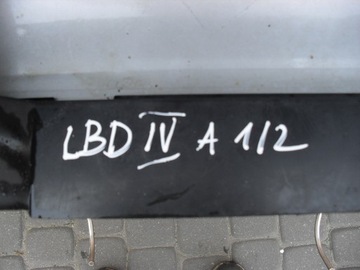 LBD IV A 1/2